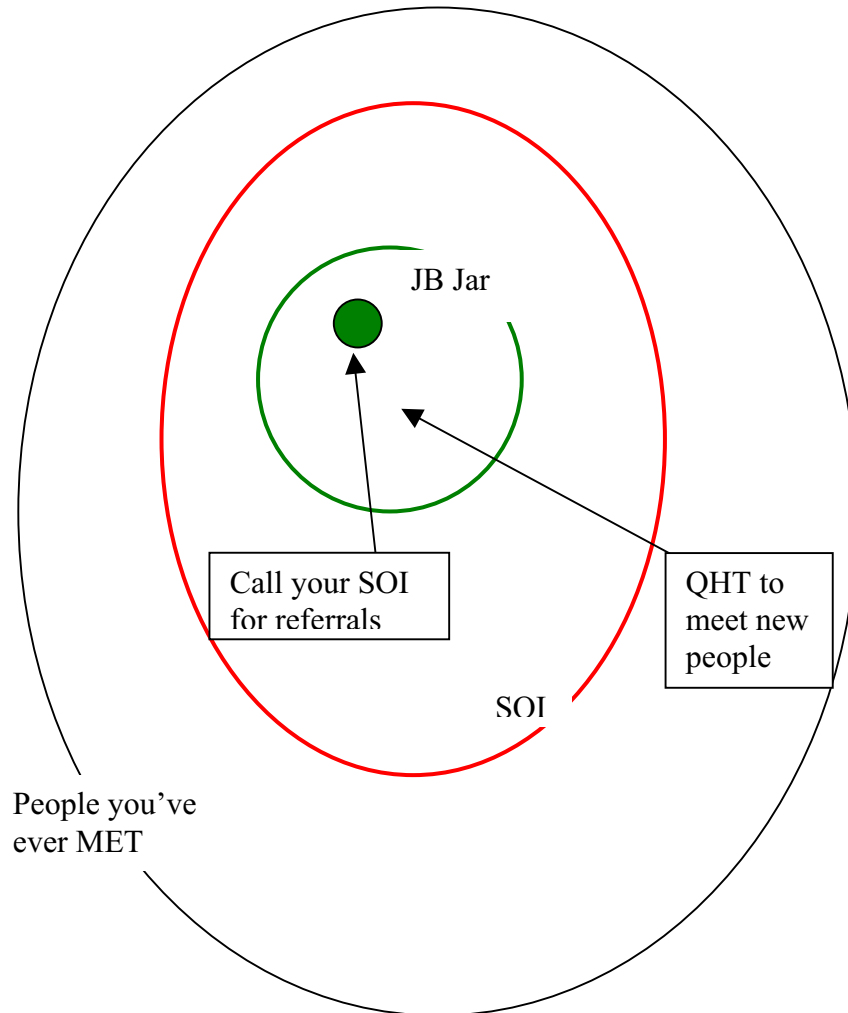 JB Jar
Call your SOI
for referrals
QHT to
meet new
people
SOI
People you’ve
ever MET